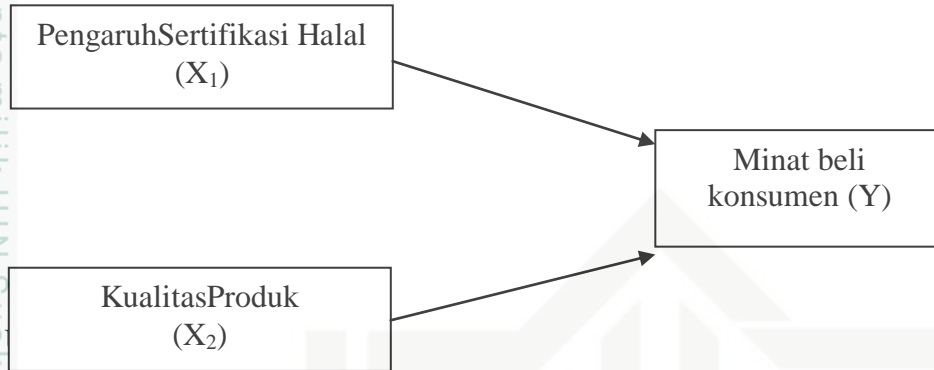 PengaruhSertifikasi Halal
(X₁)
Minat beli
konsumen (Y)
KualitasProduk
(X₂)